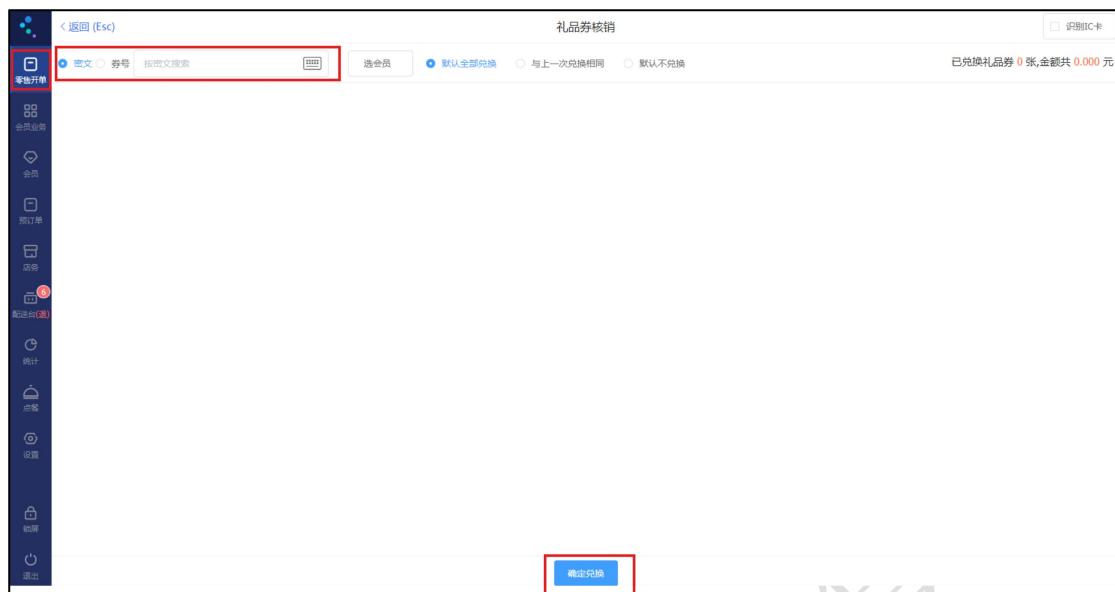 < 返回 (Esc)
礼品券核销
识别IC卡
密文 券号 按密文搜索
选会员
默认全部兑换 与上一次兑换相同 默认不兑换
已兑换礼品券 0 张,金额共 0.000 元
零售开单
会员业务
会员
预订单
店务
6
配送台(退)
统计
点餐
设置
锁屏
退出
确定兑换